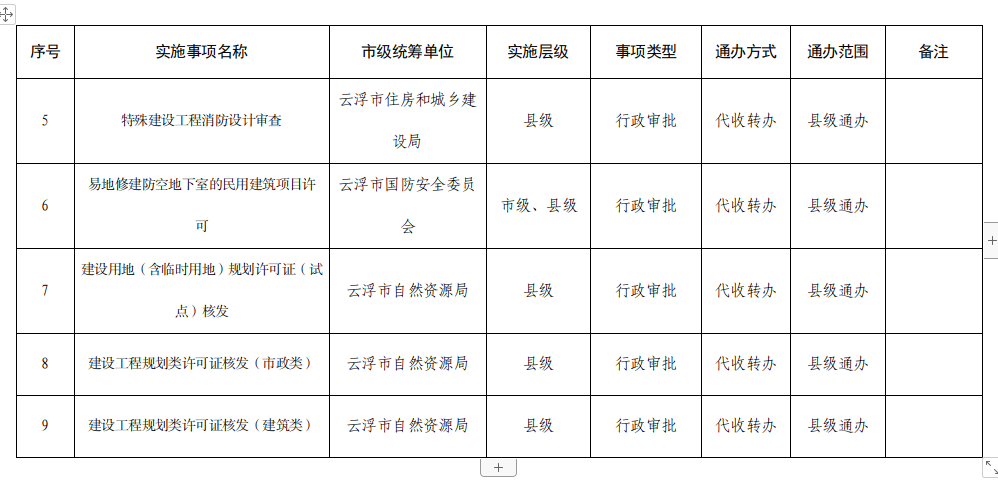 序号 实施事项名称 市级统筹单位 实施层级 事项类型 通办方式 通办范围 备注
5 特殊建设工程消防设计审查 云浮市住房和城乡建 县级 行政审批 代收转办 县级通办
设局
6 易地修建防空地下室的民用建筑项目许 云浮市国防安全委员 市级、县级 行政审批 代收转办 县级通办
可 会
7 建设用地（含临时用地）规划许可证（试 云浮市自然资源局 县级 行政审批 代收转办 县级通办
点）核发
8 建设工程规划类许可证核发（市政类） 云浮市自然资源局 县级 行政审批 代收转办 县级通办
9 建设工程规划类许可证核发（建筑类） 云浮市自然资源局 县级 行政审批 代收转办 县级通办